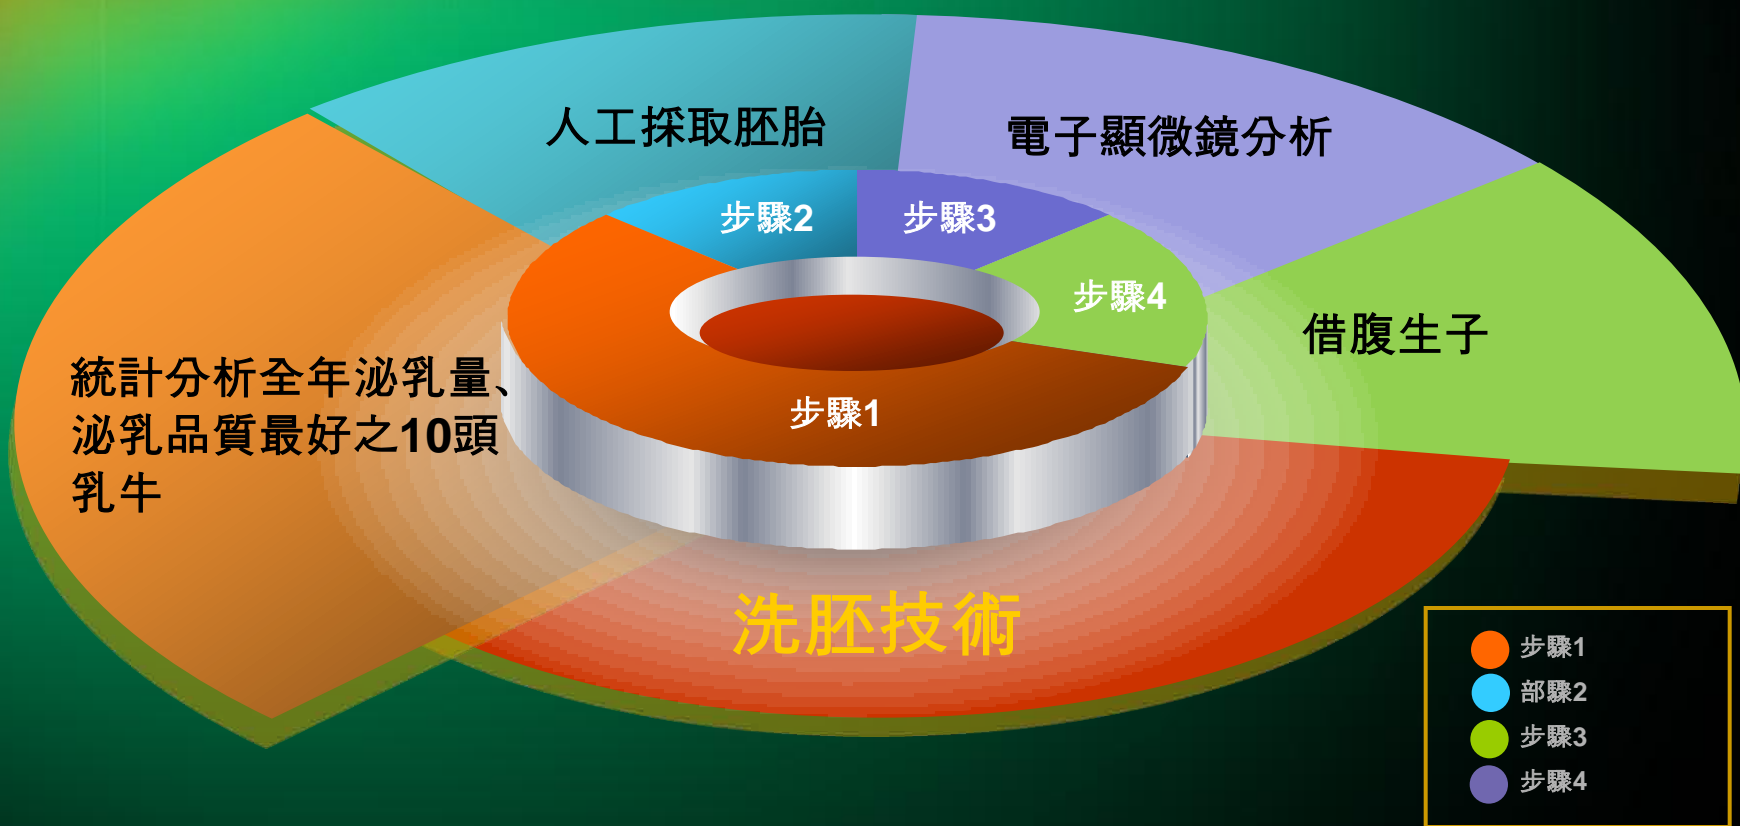 人工採取胚胎
電子顯微鏡分析
步驟2
步驟3
步驟4
借腹生子
統計分析全年泌乳量、
泌乳品質最好之10頭
乳牛
步驟1
洗胚技術
步驟1
部驟2
步驟3
步驟4